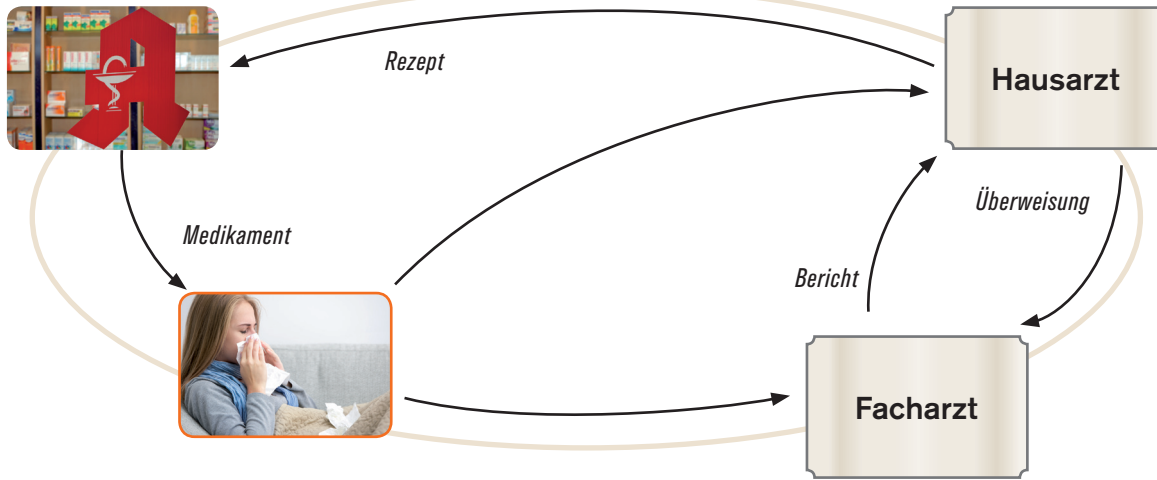 Rezept
Hausarzt
Überweisung
Medikament
Bericht
Facharzt